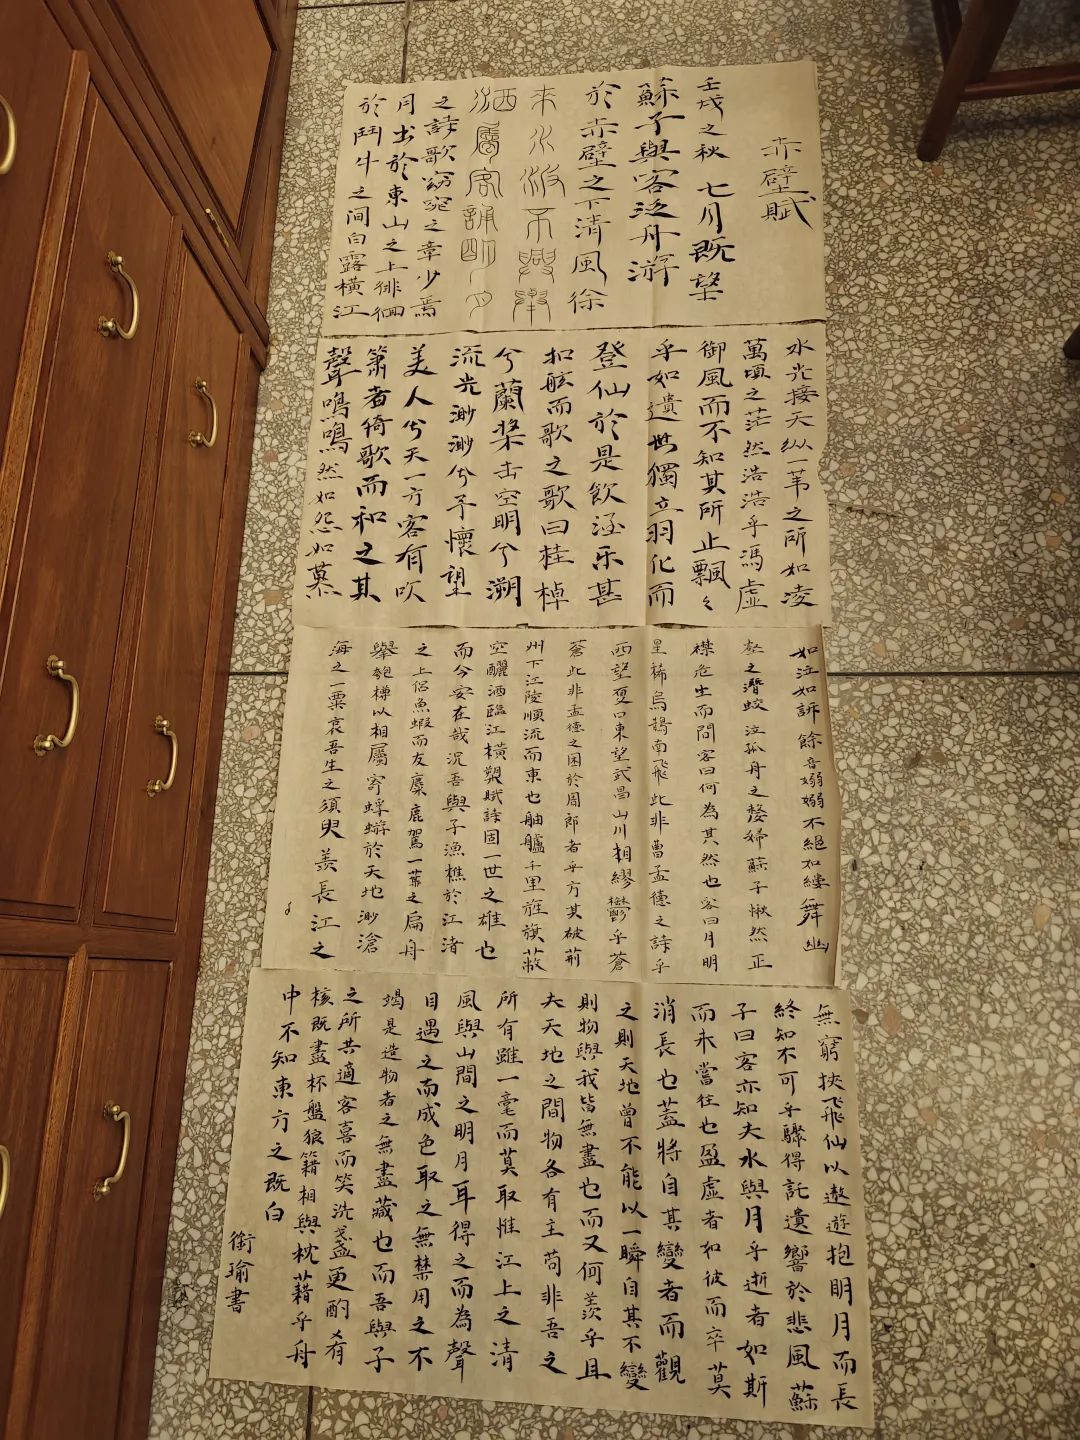 赤壁賦
壬戌之秋七月既望
蘇子與客泛舟游
於赤壁之下清風徐
来水波不興舉
酒屬客誦明月
之詩歌窈窕之章少焉
月出於東山之上徘徊
於鬥牛之间白露橫江
水光接天纵一苇之所如凌
萬頃之茫然浩浩乎馮虛
御風而不知其所止飄々
乎如遺世獨立羽化而
登仙於是飲酒乐甚
扣舷而歌之歌曰桂棹
兮蘭桨击空明兮溯
流光渺渺兮予懷望
美人兮天一方客有吹
箫者倚歌而和之其
聲鳴鳴然如怨如慕
如泣如訴餘音嫋嫋不絕如缕舞幽
壑之潛蛟泣孤舟之嫠婦蘇子愀然正
襟危坐而問客曰何為其然也客曰月明
星稀烏鵲南飛此非曹孟德之詩乎
西望夏口東望武昌山川相繆鬱乎蒼
蒼此非孟德之困於周郎者乎方其破荊
州下江陵順流而東也舳艫千里旌旗蔽
空釃酒臨江橫槊賦詩固一世之雄也
而今安在哉況吾與子漁樵於江渚
之上侶魚蝦而友麋鹿駕一葉之扁舟
舉匏樽以相屬寄蜉蝣於天地渺滄
海之一粟哀吾生之須臾羨長江之
無窮挾飛仙以遨遊抱明月而長
終知不可乎驟得託遺響於悲風蘇
子曰客亦知夫水與月乎逝者如斯
而未嘗往也盈虛者如彼而卒莫
消長也蓋將自其變者而觀
之則天地曾不能以一瞬自其不變
則物與我皆無盡也而又何羨乎且
夫天地之間物各有主苟非吾之
所有雖一毫而莫取惟江上之清
風與山間之明月耳得之而為聲
目遇之而成色取之無禁用之不
竭是造物者之無盡藏也而吾與子
之所共適客喜而笑洗盞更酌肴
核既盡杯盤狼籍相與枕藉乎舟
中不知東方之既白
銜瑜書